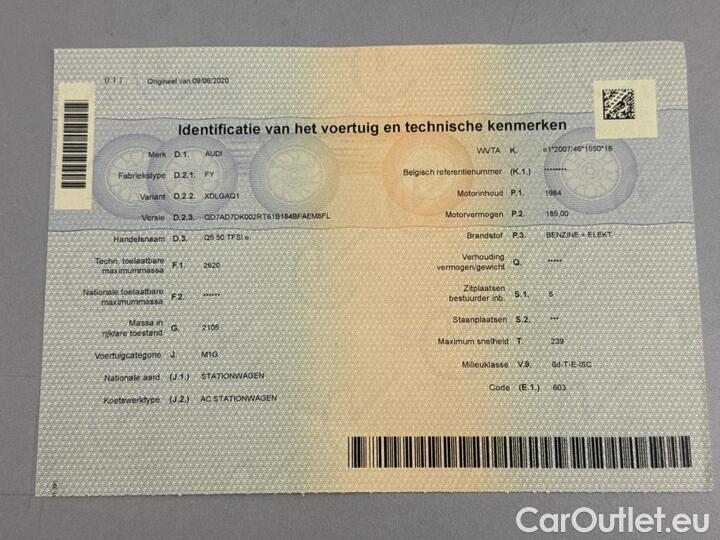 (I.1.) Origineel van 09/06/2020
Identificatie van het voertuig en technische kenmerken
Merk D.1. AUDI
Fabriekstype D.2.1. FY
Variant D.2.2. XDLGAQ1
Versie D.2.3. QD7AD7DK002RT61B184BFAEM8FL
Handelsnaam D.3. Q5 50 TFSI e
Techn. toelaatbare
maximummassa F.1. 2620
Nationale toelaatbare
maximummassa F.2. ******
Massa in
rijklare toestand G. 2105
Voertuigcategorie J. M1G
Nationale aard (J.1.) STATIONWAGEN
Koetswerktype (J.2.) AC STATIONWAGEN
WVTA K. e1*2007/46*1550*16
Belgisch referentienummer (K.1.) ********
Motorinhoud P.1. 1984
Motorvermogen P.2. 185,00
Brandstof P.3. BENZINE + ELEKT
Verhouding
vermogen/gewicht Q. *****
Zitplaatsen
bestuurder inb. S.1. 5
Staanplaatsen S.2. ***
Maximum snelheid T. 239
Milieuklasse V.9. 6d-T-E-ISC
Code (E.1.) 603
CarOutlet.eu